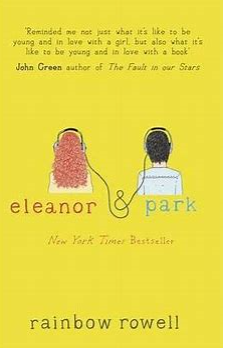 'Reminded me not just what it's like to be
young and in love with a girl, but also what it's
like to be young and in love with a book'
John Green author of The Fault in our Stars
eleanor & park
New York Times Bestseller
rainbow rowell